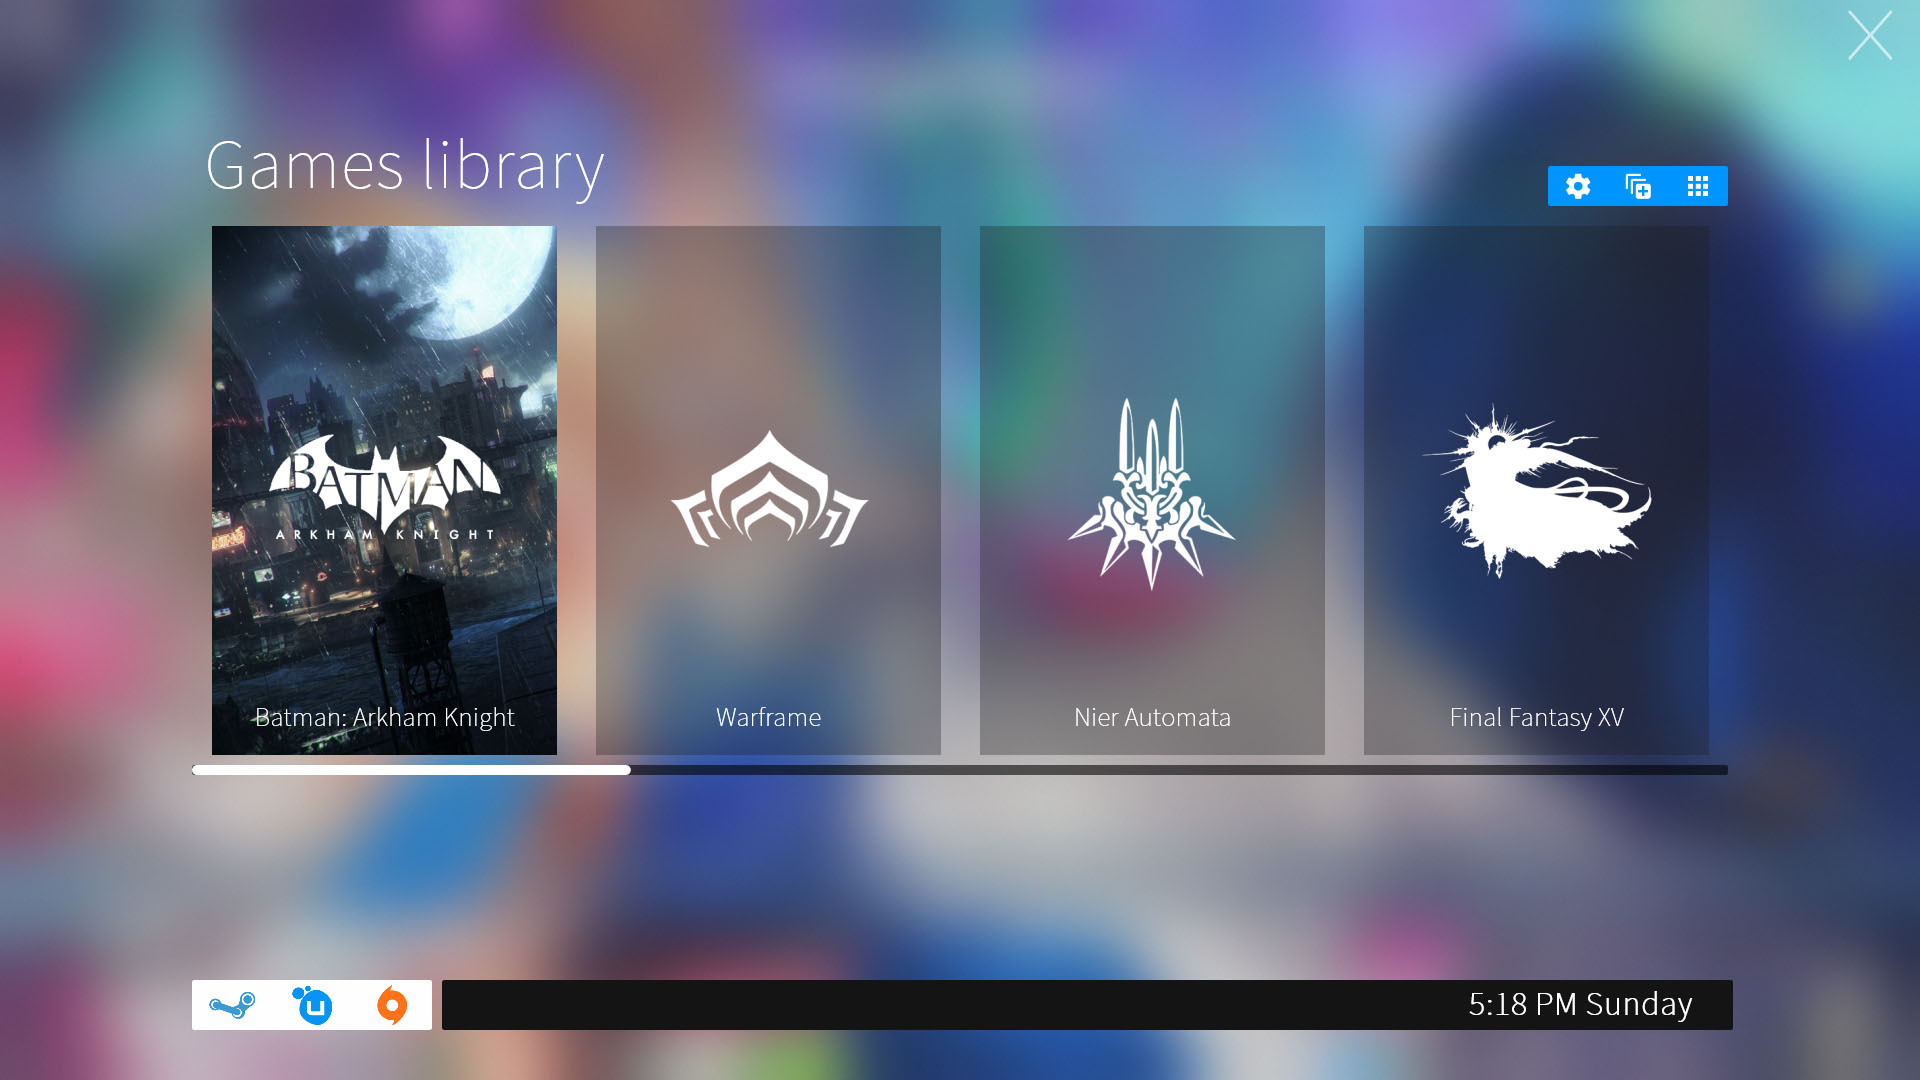 Games library
BATMAN
ARKHAM KNIGHT
Batman: Arkham Knight
Warframe
Nier Automata
Final Fantasy XV
U
5:18 PM Sunday